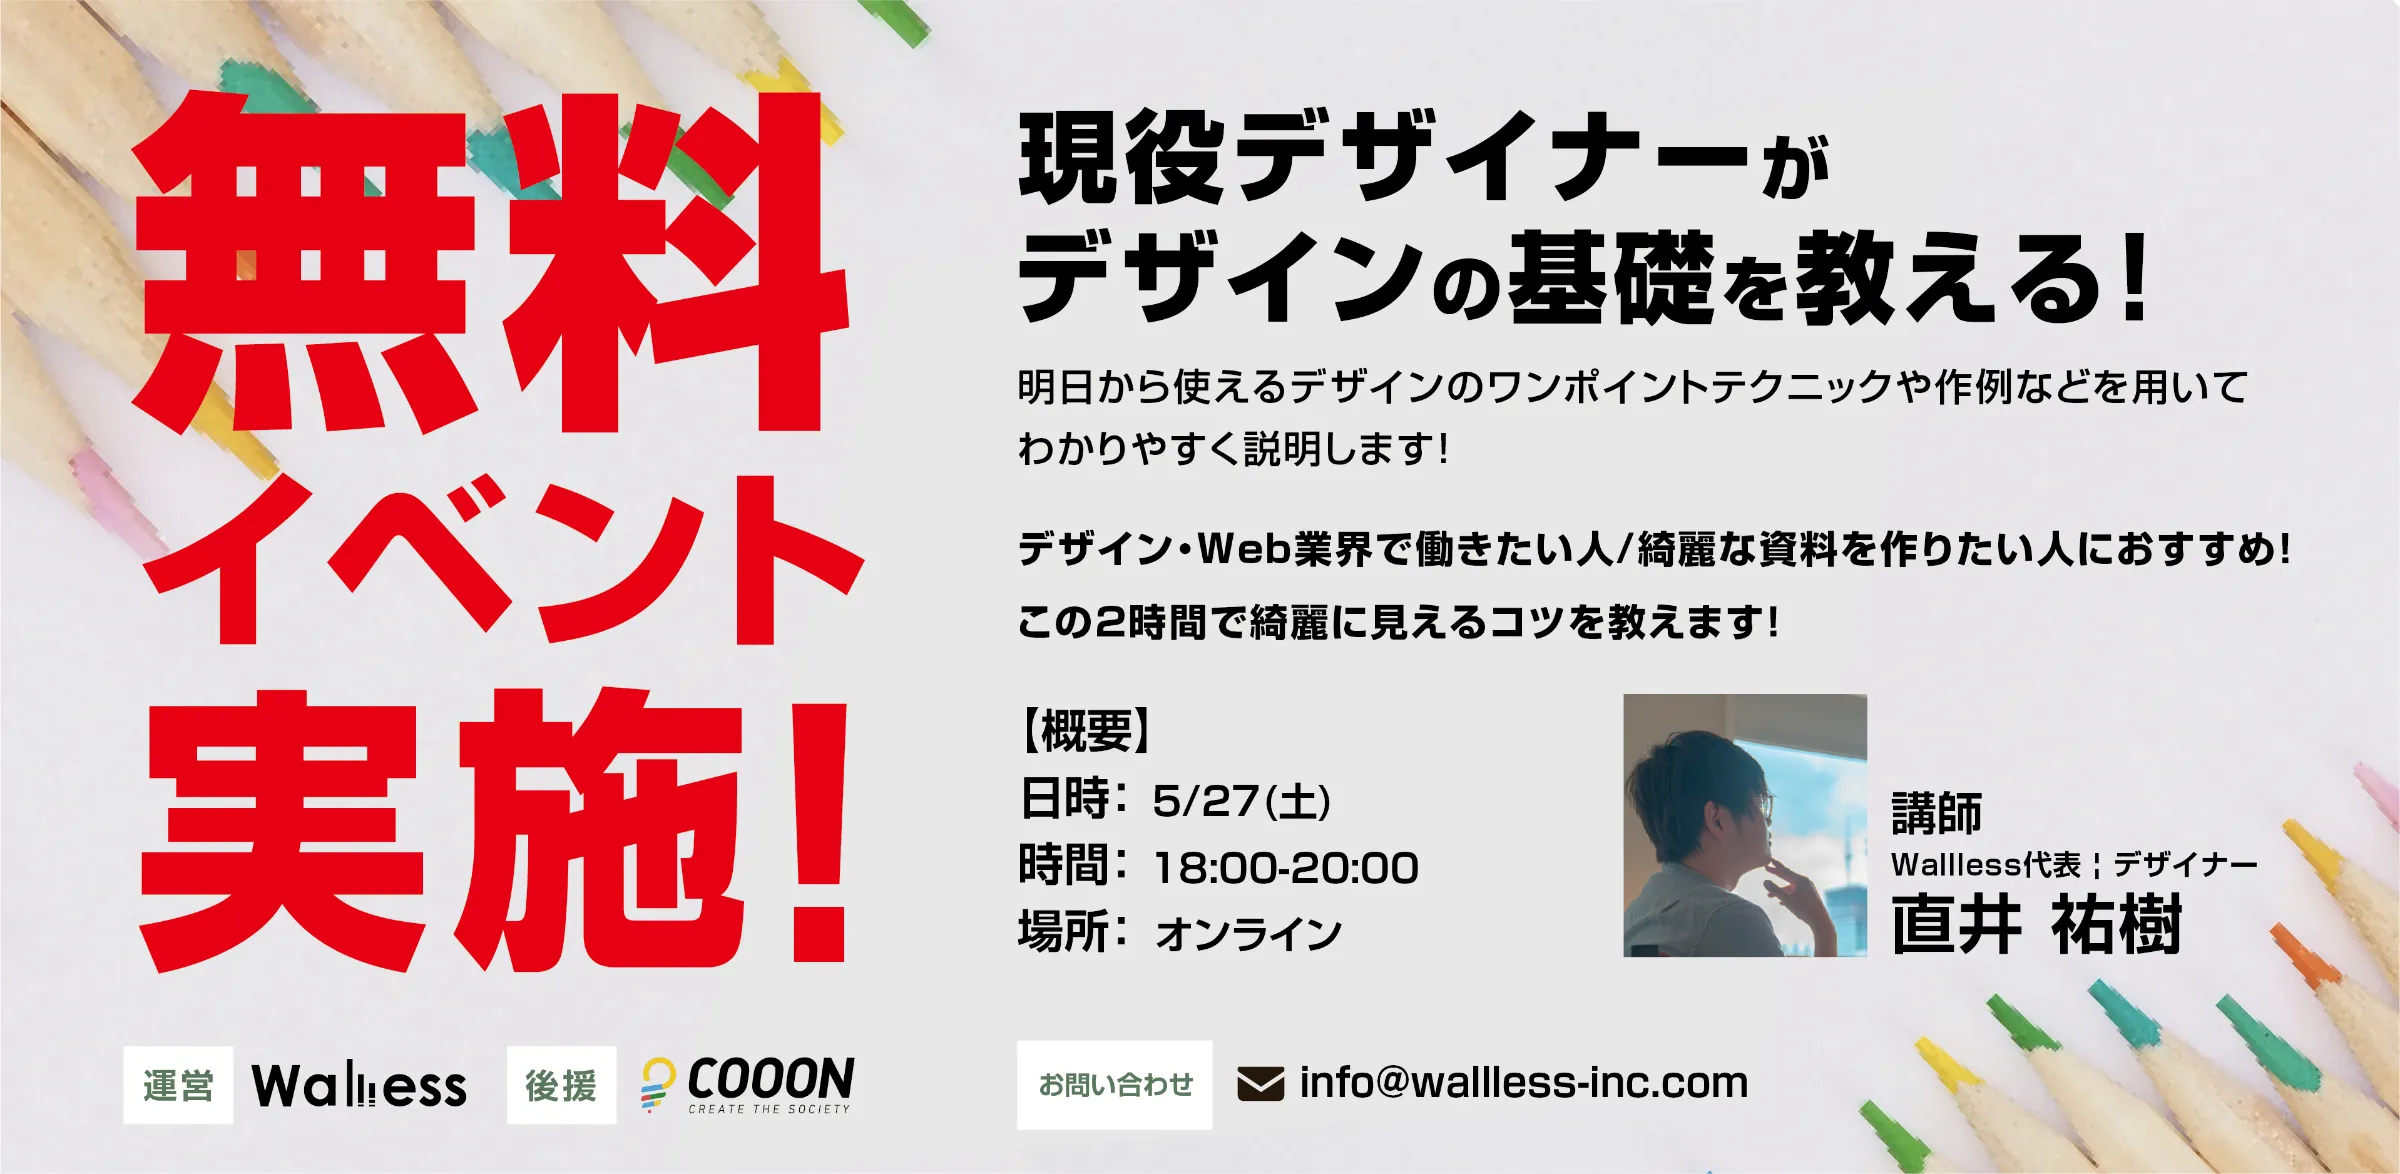 無料
イベント
実施!
現役デザイナーが
デザインの基礎を教える!
明日から使えるデザインのワンポイントテクニックや作例などを用いて
わかりやすく説明します!
デザイン・Web業界で働きたい人/綺麗な資料を作りたい人におすすめ!
この2時間で綺麗に見えるコツを教えます!
【概要】
日時: 5/27(土)
時間: 18:00-20:00
場所: オンライン
講師
Wallless代表 ¦ デザイナー
直井 祐樹
運営 Wallless
後援 COOON
CREATE THE SOCIETY
お問い合わせ info@wallless-inc.com